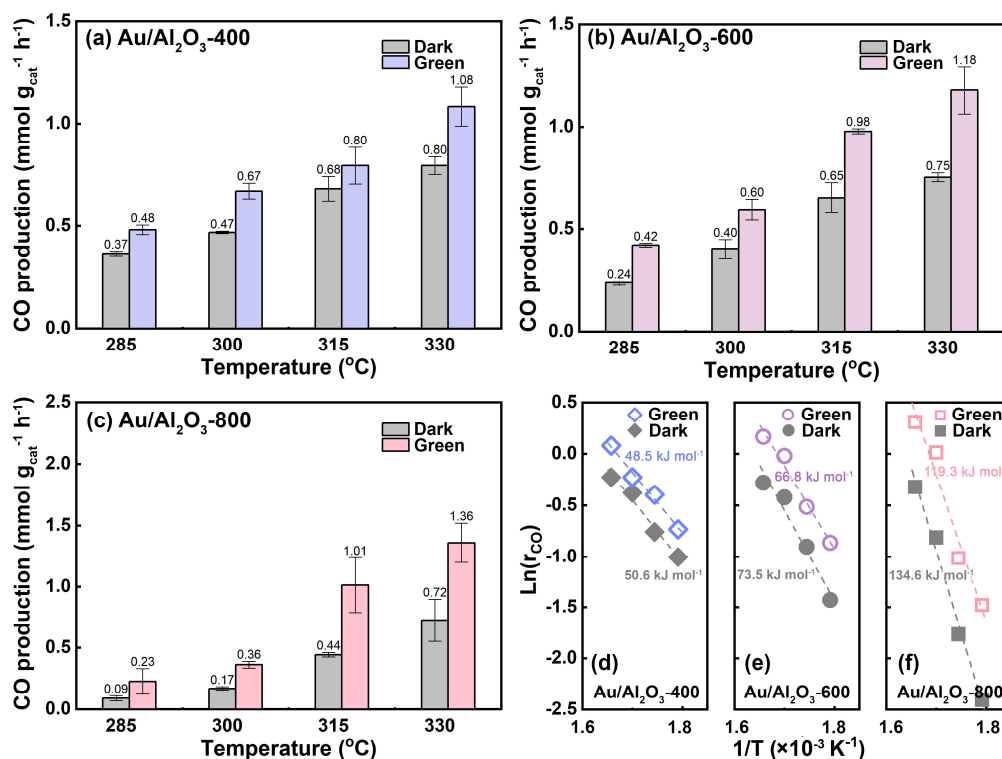 (a) Au/Al₂O₃-400
Dark
Green
CO production (mmol g_cat⁻¹ h⁻¹)
1.5
1.0
0.5
0.0
0.37
0.48
0.47
0.67
0.68
0.80
0.80
1.08
285 300 315 330
Temperature (°C)
(b) Au/Al₂O₃-600
Dark
Green
CO production (mmol g_cat⁻¹ h⁻¹)
1.5
1.0
0.5
0.0
0.24
0.42
0.40
0.60
0.65
0.98
0.75
1.18
285 300 315 330
Temperature (°C)
(c) Au/Al₂O₃-800
Dark
Green
CO production (mmol g_cat⁻¹ h⁻¹)
2.5
2.0
1.5
1.0
0.5
0.0
0.09
0.23
0.17
0.36
0.44
1.01
0.72
1.36
285 300 315 330
Temperature (°C)
Ln(r_CO)
0.5
0.0
-0.5
-1.0
-1.5
-2.0
-2.5
Green
Dark
48.5 kJ mol⁻¹
50.6 kJ mol⁻¹
(d)
Au/Al₂O₃-400
1.6 1.8
Green
Dark
66.8 kJ mol⁻¹
73.5 kJ mol⁻¹
(e)
Au/Al₂O₃-600
1.6 1.8
Green
Dark
119.3 kJ mol⁻¹
134.6 kJ mol⁻¹
(f)
Au/Al₂O₃-800
1.6 1.8
1/T (×10⁻³ K⁻¹)